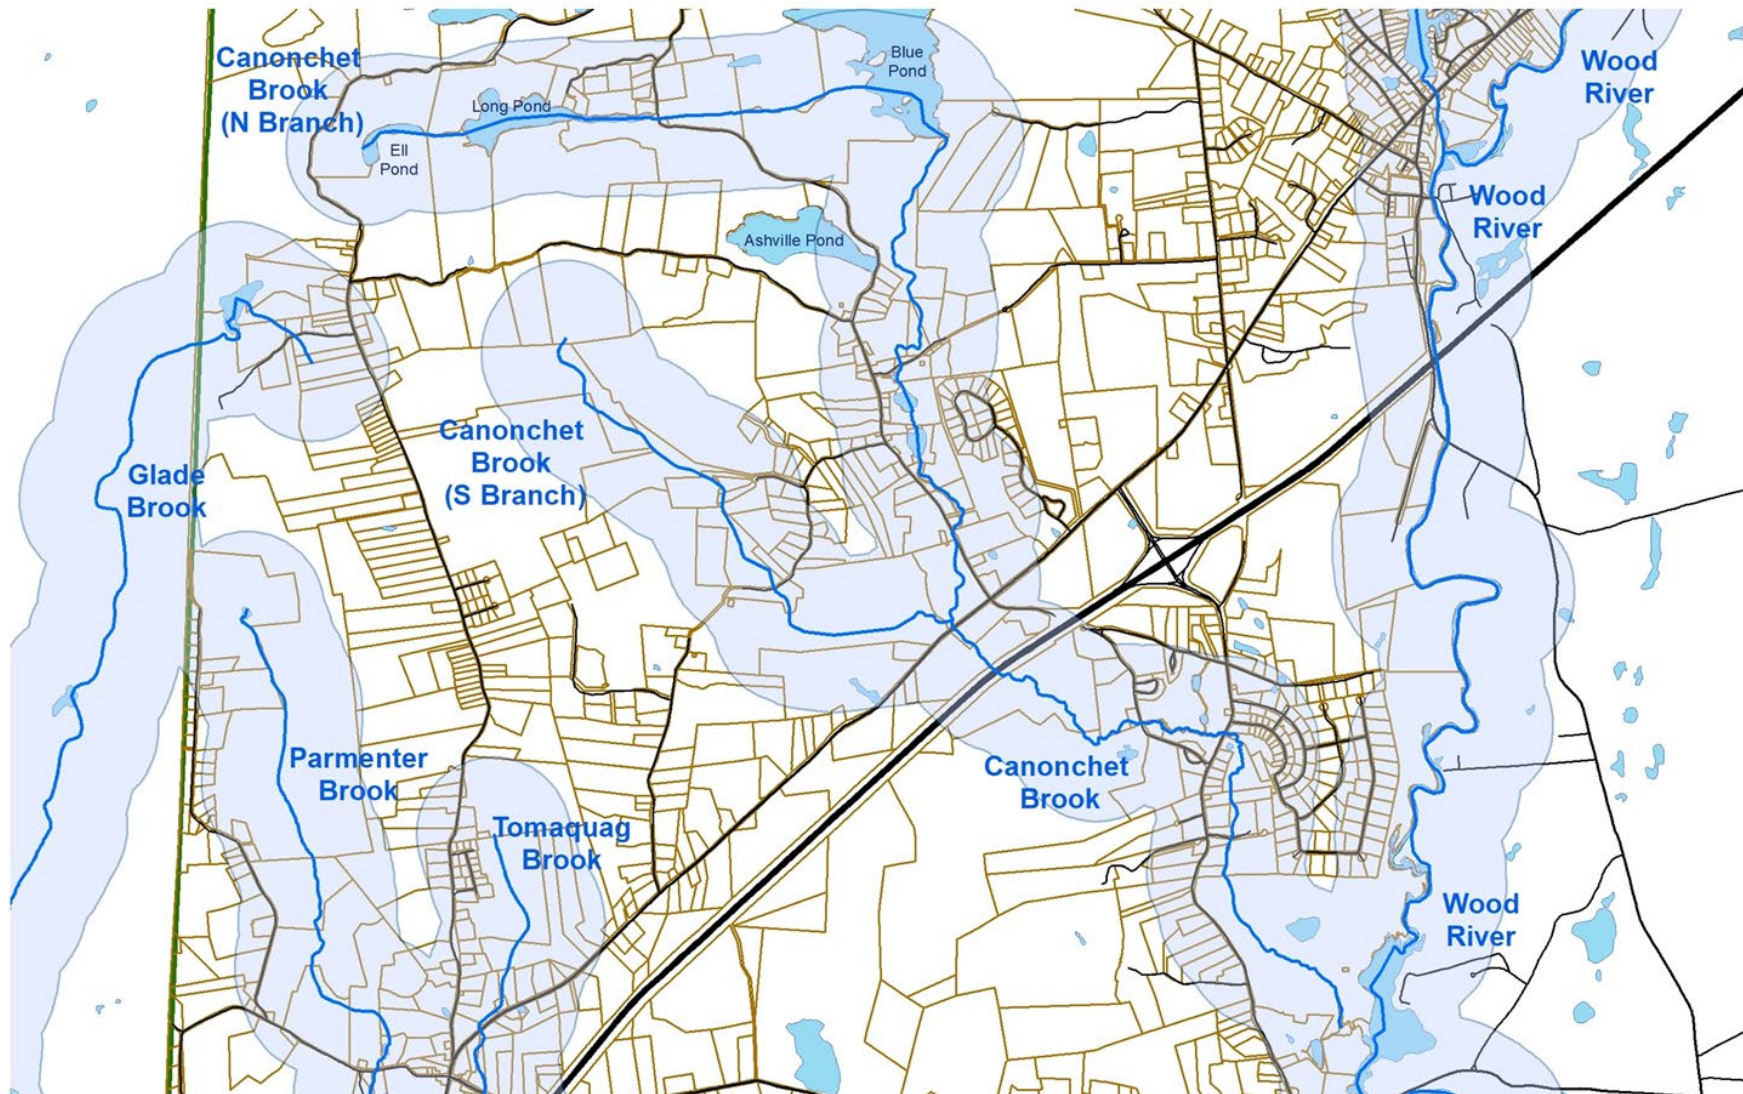 Canonchet
Brook
(N Branch)
Blue
Pond
Wood
River
Long Pond
Ell
Pond
Wood
River
Ashville Pond
Canonchet
Brook
(S Branch)
Glade
Brook
Parmenter
Brook
Canonchet
Brook
Tomaquag
Brook
Wood
River